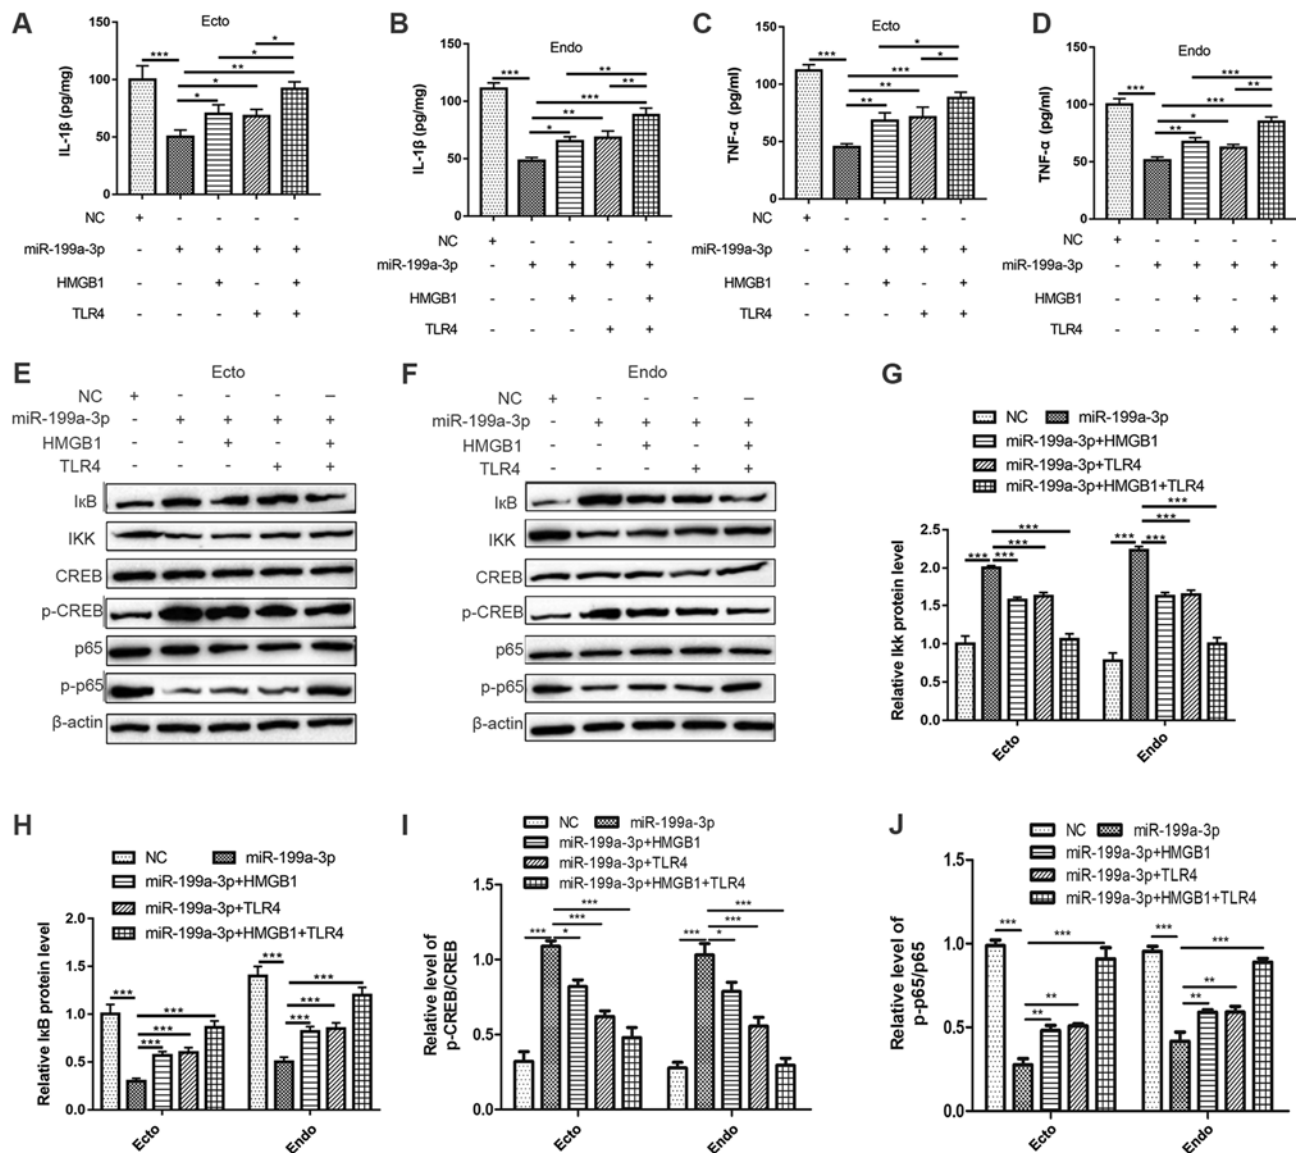 A
Ecto
IL-1β (pg/mg)
150
100
50
0
***
*
*
**
*
*
NC + - - - -
miR-199a-3p - + + + +
HMGB1 - - + - +
TLR4 - - - + +
B
Endo
IL-1β (pg/mg)
150
100
50
0
***
*
**
***
**
**
NC + - - - -
miR-199a-3p - + + + +
HMGB1 - - + - +
TLR4 - - - + +
C
Ecto
TNF-α (pg/ml)
150
100
50
0
***
**
**
***
*
*
NC + - - - -
miR-199a-3p - + + + +
HMGB1 - - + - +
TLR4 - - - + +
D
Endo
TNF-α (pg/ml)
150
100
50
0
***
**
*
***
**
***
NC + - - - -
miR-199a-3p - + + + +
HMGB1 - - + - +
TLR4 - - - + +
E
Ecto
NC + - - - –
miR-199a-3p - + + + +
HMGB1 - - + - +
TLR4 - - - + +
IκB
IKK
CREB
p-CREB
p65
p-p65
β-actin
F
Endo
NC + - - - –
miR-199a-3p - + + + +
HMGB1 - - + - +
TLR4 - - - + +
IκB
IKK
CREB
p-CREB
p65
p-p65
β-actin
G
NC miR-199a-3p
miR-199a-3p+HMGB1
miR-199a-3p+TLR4
miR-199a-3p+HMGB1+TLR4
Relative Ikk protein level
2.5
2.0
1.5
1.0
0.5
0.0
*** *** *** ***
*** *** *** ***
Ecto Endo
H
NC miR-199a-3p
miR-199a-3p+HMGB1
miR-199a-3p+TLR4
miR-199a-3p+HMGB1+TLR4
Relative IκB protein level
2.0
1.5
1.0
0.5
0.0
*** *** *** ***
*** *** *** ***
Ecto Endo
I
NC miR-199a-3p
miR-199a-3p+HMGB1
miR-199a-3p+TLR4
miR-199a-3p+HMGB1+TLR4
Relative level of
p-CREB/CREB
1.5
1.0
0.5
0.0
*** * *** ***
*** * *** ***
Ecto Endo
J
NC miR-199a-3p
miR-199a-3p+HMGB1
miR-199a-3p+TLR4
miR-199a-3p+HMGB1+TLR4
Relative level of
p-p65/p65
1.5
1.0
0.5
0.0
*** ** ** ***
*** ** ** ***
Ecto Endo